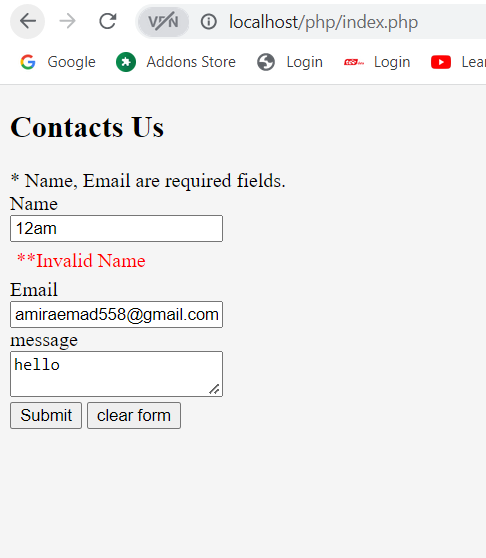 VPN
localhost/php/index.php
Google Addons Store Login Login Lea
Contacts Us
* Name, Email are required fields.
Name
12am
**Invalid Name
Email
amiraemad558@gmail.com
message
hello
Submit clear form